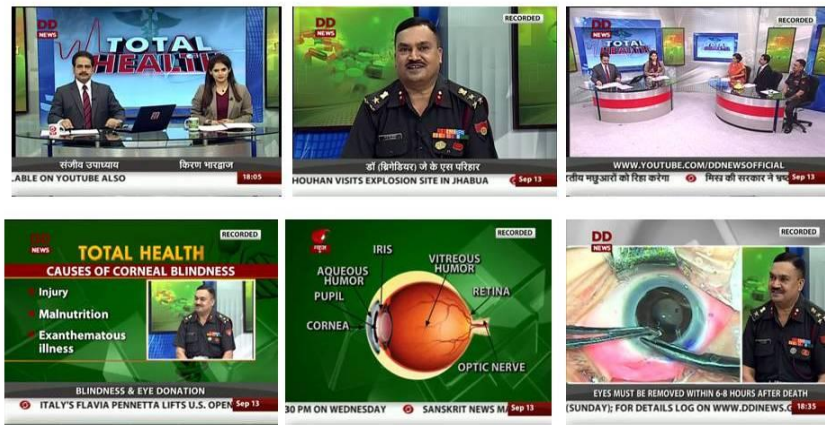 DD
NEWS
TOTAL
HEALTH
संजीव उपाध्याय
किरण भारद्वाज
LABLE ON YOUTUBE ALSO
18:05
DD
NEWS
RECORDED
डॉ (ब्रिगेडियर) जे के एस परिहार
HOUHAN VISITS EXPLOSION SITE IN JHABUA
Sep 13
DD
NEWS
RECORDED
TOTAL
HEALTH
WWW.YOUTUBE.COM/DDNEWSOFFICIAL
रतीय मछुआरों को रिहा करेगा
मिस्र की सरकार ने भ्रष्
Sep 13
DD
NEWS
RECORDED
TOTAL HEALTH
CAUSES OF CORNEAL BLINDNESS
Injury
Malnutrition
Exanthematous
illness
BLINDNESS & EYE DONATION
ITALY'S FLAVIA PENNETTA LIFTS U.S. OPEN
Sep 13
न्यूज़
RECORDED
IRIS
AQUEOUS
HUMOR
VITREOUS
HUMOR
PUPIL
RETINA
CORNEA
OPTIC NERVE
30 PM ON WEDNESDAY
SANSKRIT NEWS MA
Sep 13
DD
NEWS
RECORDED
EYES MUST BE REMOVED WITHIN 6-8 HOURS AFTER DEATH
(SUNDAY); FOR DETAILS LOG ON WWW.DDINEWS.G
18:35